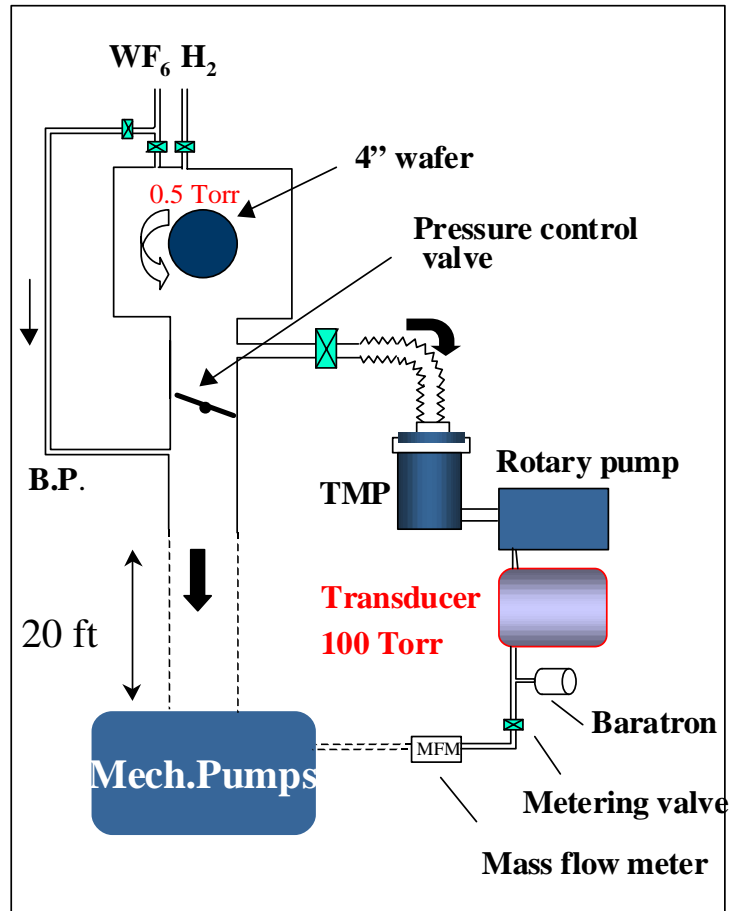 WF₆ H₂
0.5 Torr
4” wafer
Pressure control
valve
B.P.
TMP
Rotary pump
Transducer
100 Torr
20 ft
Baratron
MFM
Mech.Pumps
Metering valve
Mass flow meter